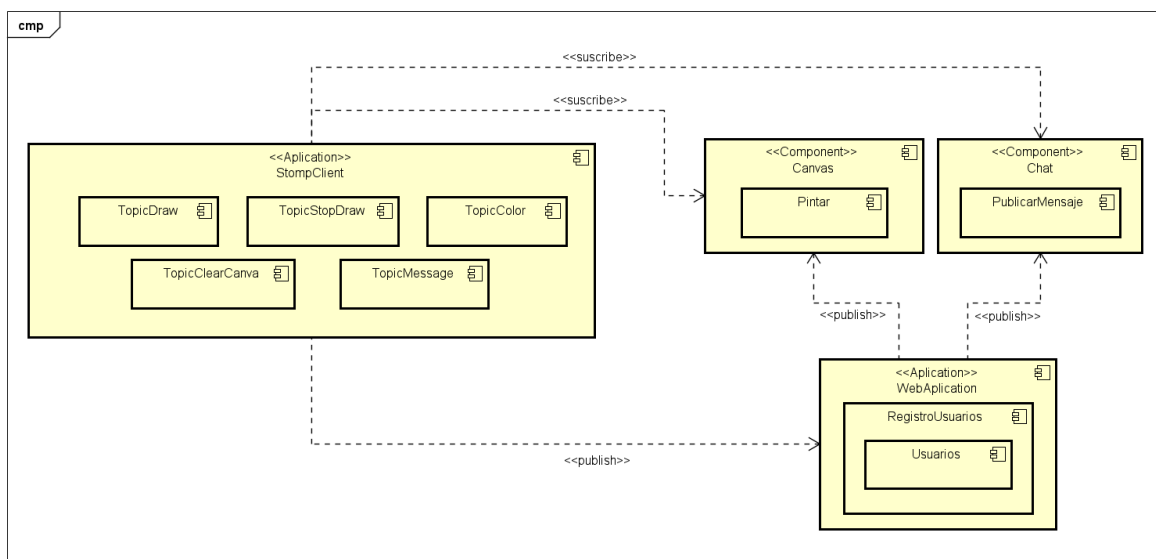 cmp
<<suscribe>>
<<suscribe>>
<<Aplication>>
StompClient
TopicDraw
TopicStopDraw
TopicColor
TopicClearCanva
TopicMessage
<<Component>>
Canvas
Pintar
<<Component>>
Chat
PublicarMensaje
<<publish>>
<<publish>>
<<Aplication>>
WebAplication
RegistroUsuarios
Usuarios
<<publish>>